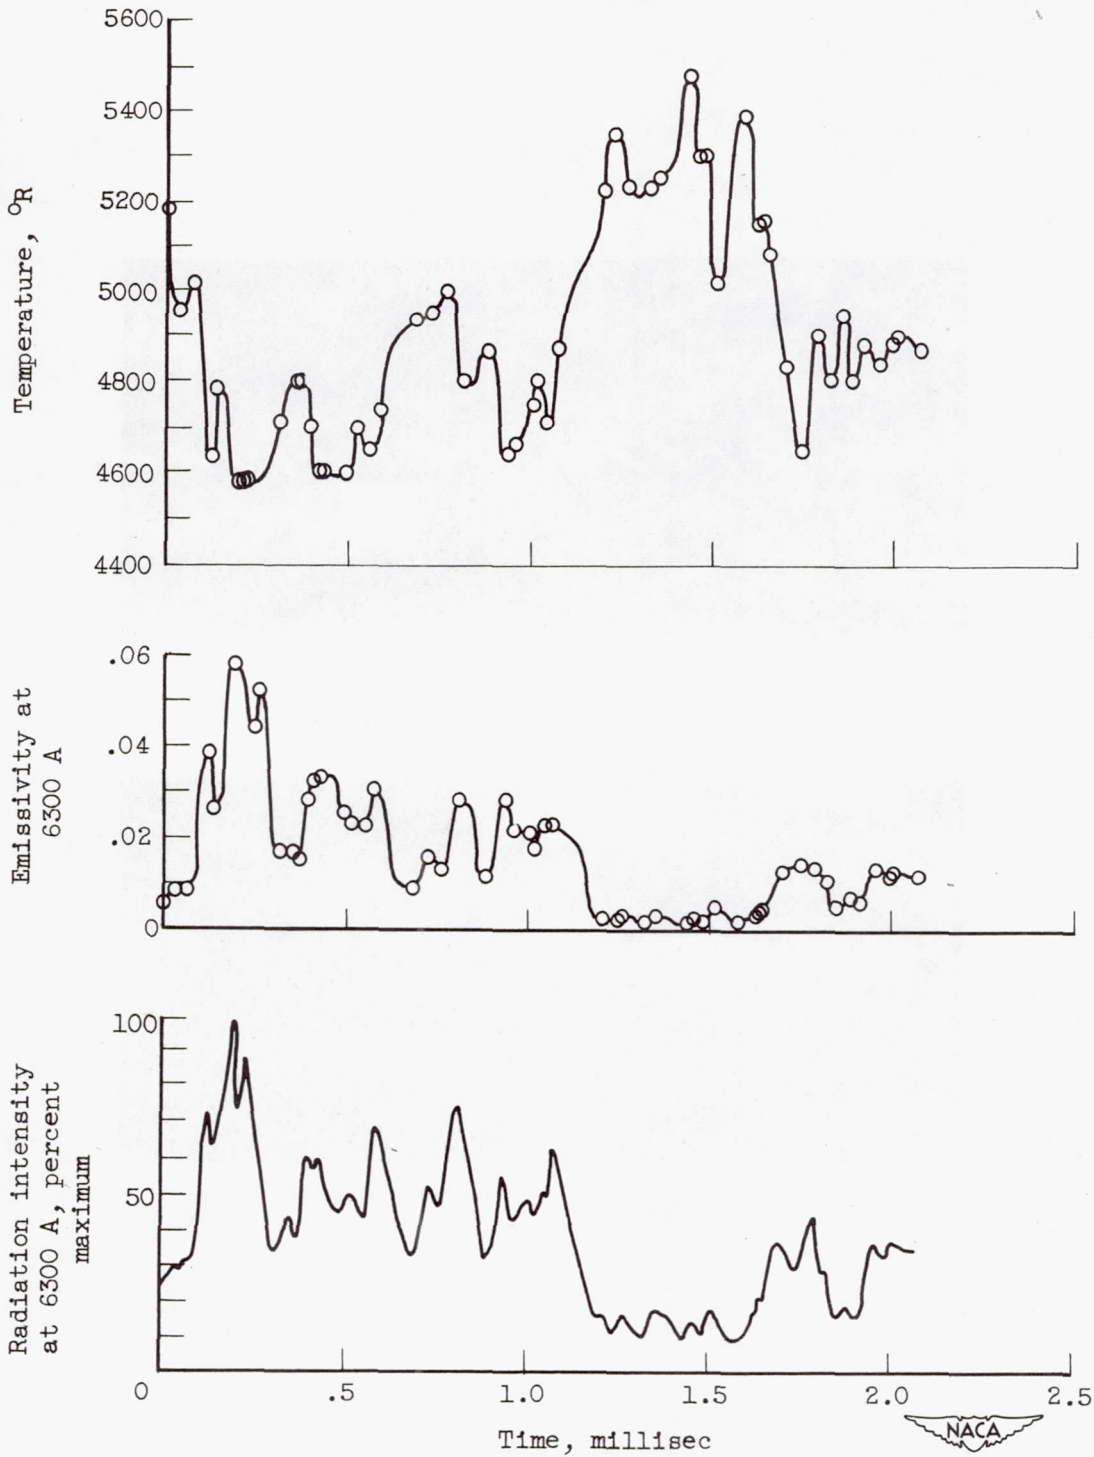 5600
5400
5200
5000
4800
4600
4400
Temperature, °R
.06
.04
.02
0
Emissivity at
6300 A
100
50
0
Radiation intensity
at 6300 A, percent
maximum
.5
1.0
1.5
2.0
2.5
Time, millisec
NACA